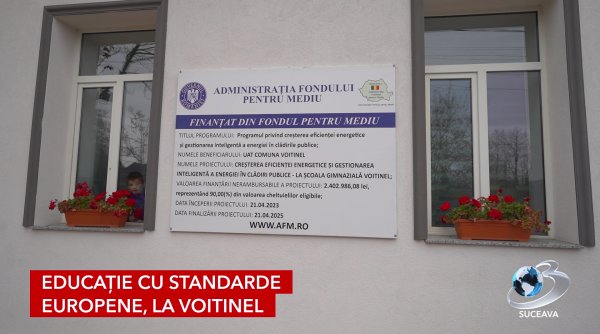 ADMINISTRAȚIA FONDULUI
PENTRU MEDIU
FINANȚAT DIN FONDUL PENTRU MEDIU
TITLUL PROGRAMULUI: Programul privind creșterea eficienței energetice
și gestionarea inteligentă a energiei în clădirile publice;
NUMELE BENEFICIARULUI: UAT COMUNA VOITINEL
NUMELE PROIECTULUI: CREȘTEREA EFICIENȚEI ENERGETICE ȘI GESTIONAREA
INTELIGENTĂ A ENERGIEI ÎN CLĂDIRI PUBLICE - LA ȘCOALA GIMNAZIALĂ VOITINEL;
VALOAREA FINANȚĂRII NERAMBURSABILE A PROIECTULUI: 2.402.986,08 lei,
reprezentând 90,00(%) din valoarea cheltuielilor eligibile;
DATA ÎNCEPERII PROIECTULUI: 21.04.2023
DATA FINALIZĂRII PROIECTULUI: 21.04.2025
WWW.AFM.RO
EDUCAȚIE CU STANDARDE
EUROPENE, LA VOITINEL
3
SUCEAVA